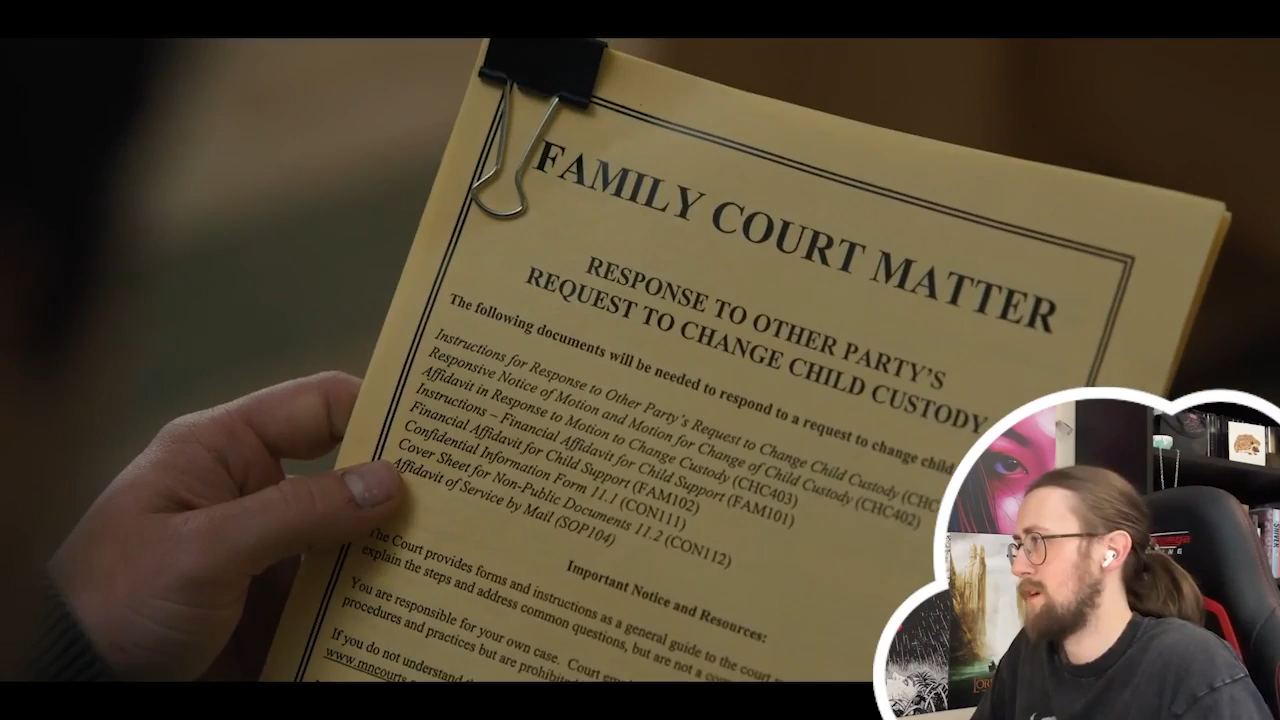 FAMILY COURT MATTER
RESPONSE TO OTHER PARTY'S
REQUEST TO CHANGE CHILD CUSTODY
The following documents will be needed to respond to a request to change child
Instructions for Response to Other Party's Request to Change Child Custody (CHC
Responsive Notice of Motion and Motion for Change of Child Custody (CHC402)
Affidavit in Response to Motion to Change Custody (CHC403)
Instructions – Financial Affidavit for Child Support (FAM101)
Financial Affidavit for Child Support (FAM102)
Confidential Information Form 11.1 (CON111)
Cover Sheet for Non-Public Documents 11.2 (CON112)
Affidavit of Service by Mail (SOP104)
Important Notice and Resources:
The Court provides forms and instructions as a general guide to the court
explain the steps and address common questions, but are not a
You are responsible for your own case. Court
procedures and practices but are prohibited
If you do not understand
www.mncourts.